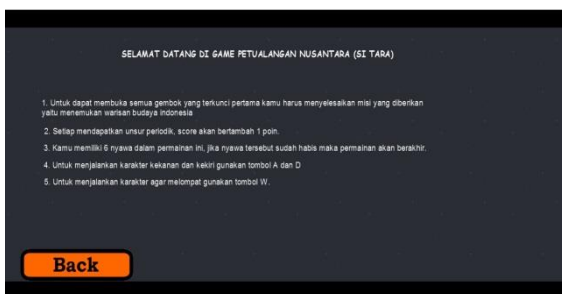 SELAMAT DATANG DI GAME PETUALANGAN NUSANTARA (SI TARA)
1. Untuk dapat membuka semua gembok yang terkunci pertama kamu harus menyelesaikan misi yang diberikan
yaitu menemukan warisan budaya indonesia
2. Setiap mendapatkan unsur periodik, score akan bertambah 1 poin.
3. Kamu memiliki 6 nyawa dalam permainan ini, jika nyawa tersebut sudah habis maka permainan akan berakhir.
4. Untuk menjalankan karakter kekanan dan kekiri gunakan tombol A dan D
5. Untuk menjalankan karakter agar melompat gunakan tombol W.
Back